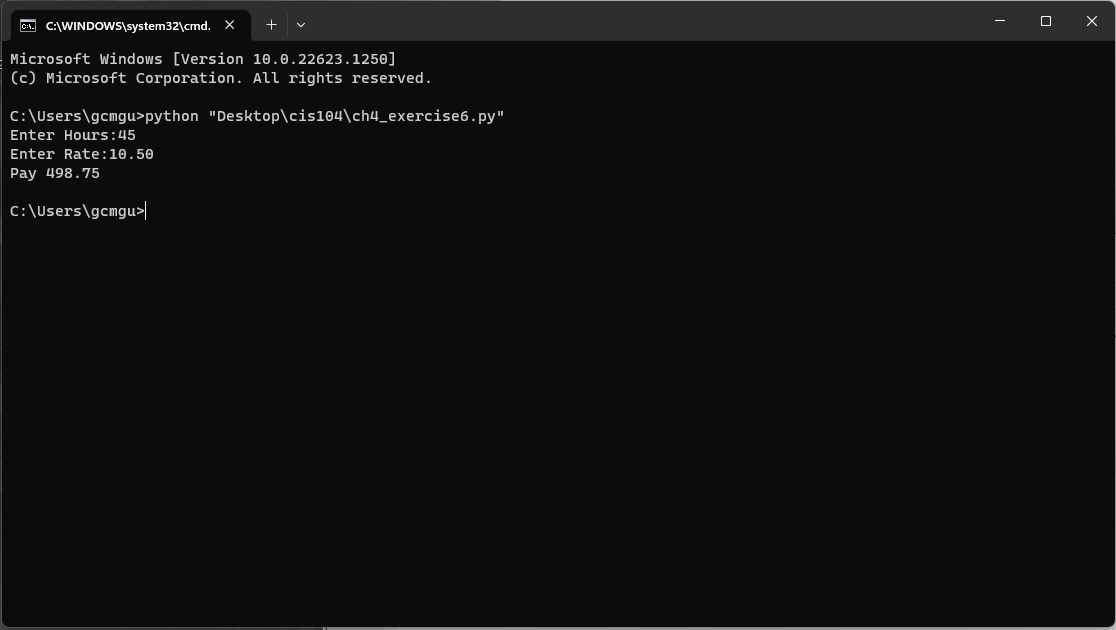 C:\WINDOWS\system32\cmd.
Microsoft Windows [Version 10.0.22623.1250]
(c) Microsoft Corporation. All rights reserved.
C:\Users\gcmgu>python "Desktop\cis104\ch4_exercise6.py"
Enter Hours:45
Enter Rate:10.50
Pay 498.75
C:\Users\gcmgu>